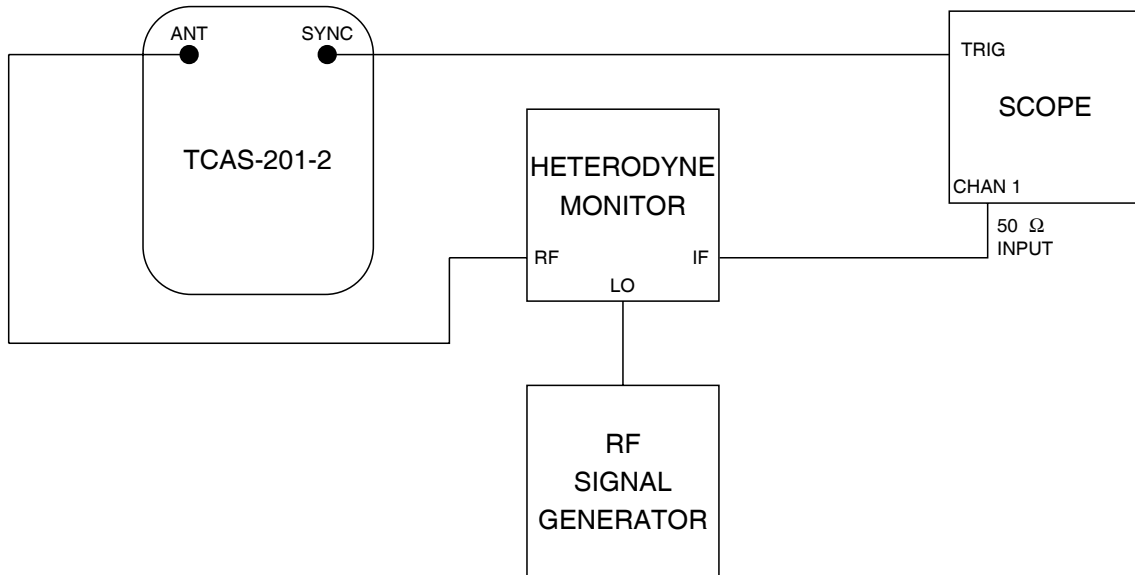 ANT
SYNC
TCAS-201-2
TRIG
SCOPE
CHAN 1
50 Ω
INPUT
HETERODYNE
MONITOR
RF
IF
LO
RF
SIGNAL
GENERATOR